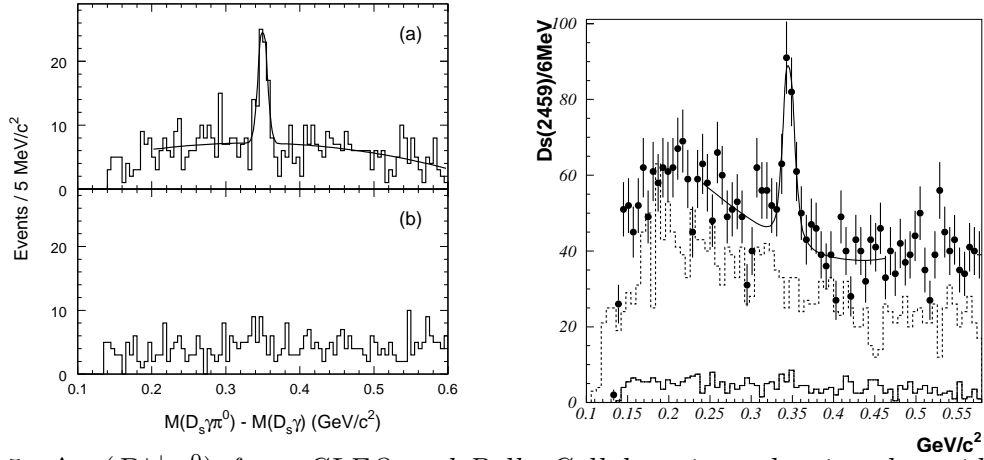 (a)
20
10
0
(b)
20
10
0
0.1 0.2 0.3 0.4 0.5 0.6
Events / 5 MeV/c²
M(Dₛγπ⁰) - M(Dₛγ) (GeV/c²)
Ds(2459)/6MeV
100
80
60
40
20
0
0.1 0.15 0.2 0.25 0.3 0.35 0.4 0.45 0.5 0.55
GeV/c²